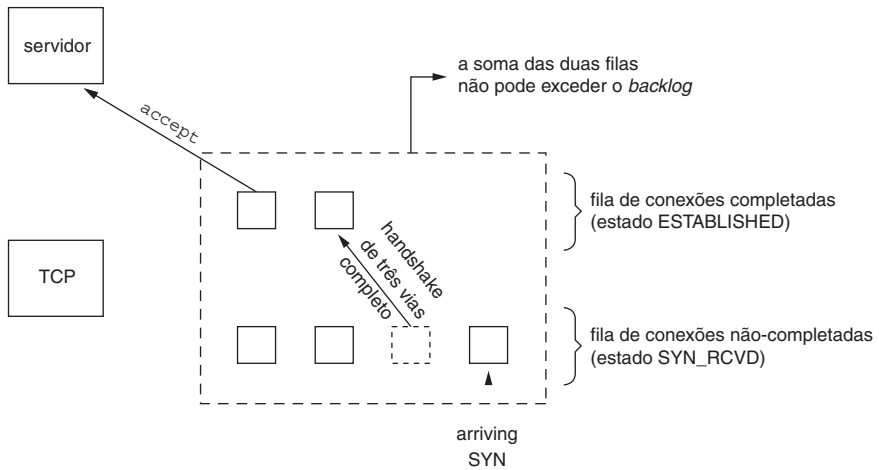 servidor
a soma das duas filas
não pode exceder o backlog
accept
fila de conexões completadas
(estado ESTABLISHED)
handshake
de três vias
completo
TCP
fila de conexões não-completadas
(estado SYN_RCVD)
arriving
SYN